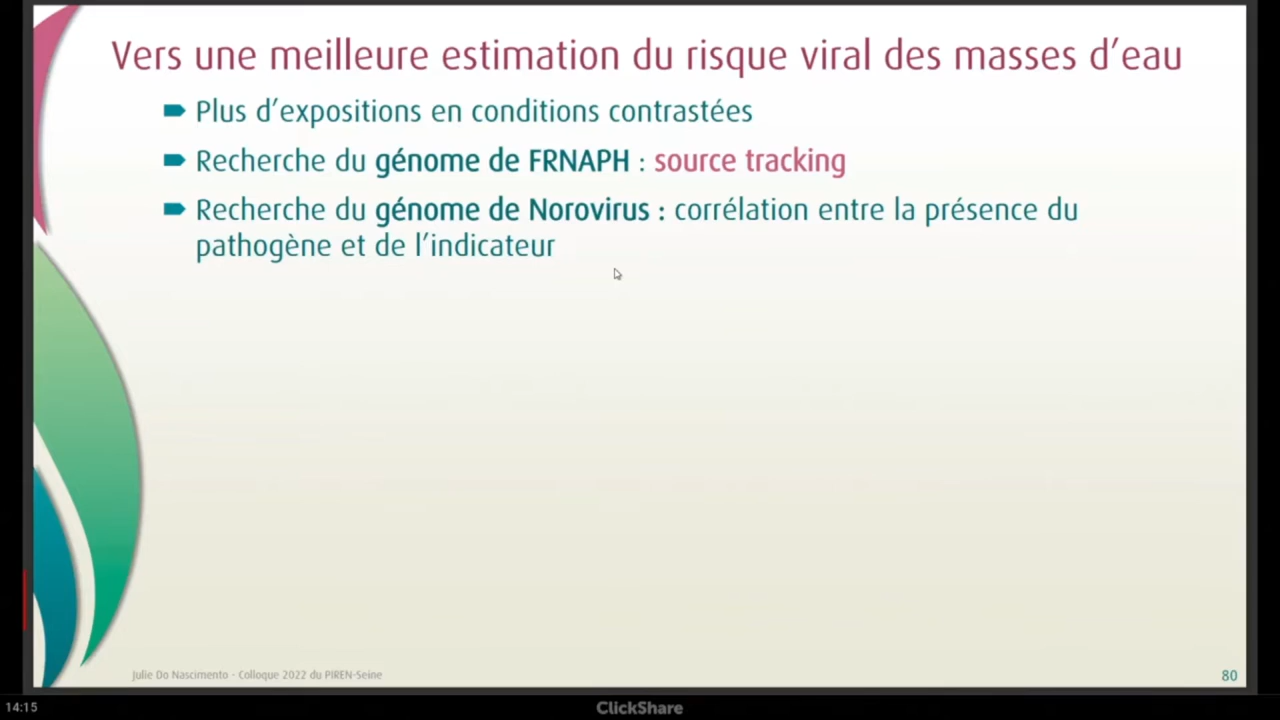 Vers une meilleure estimation du risque viral des masses d’eau
Plus d’expositions en conditions contrastées
Recherche du génome de FRNAPH : source tracking
Recherche du génome de Norovirus : corrélation entre la présence du
pathogène et de l’indicateur
Julie Do Nascimento - Colloque 2022 du PIREN-Seine
80
14:15
ClickShare